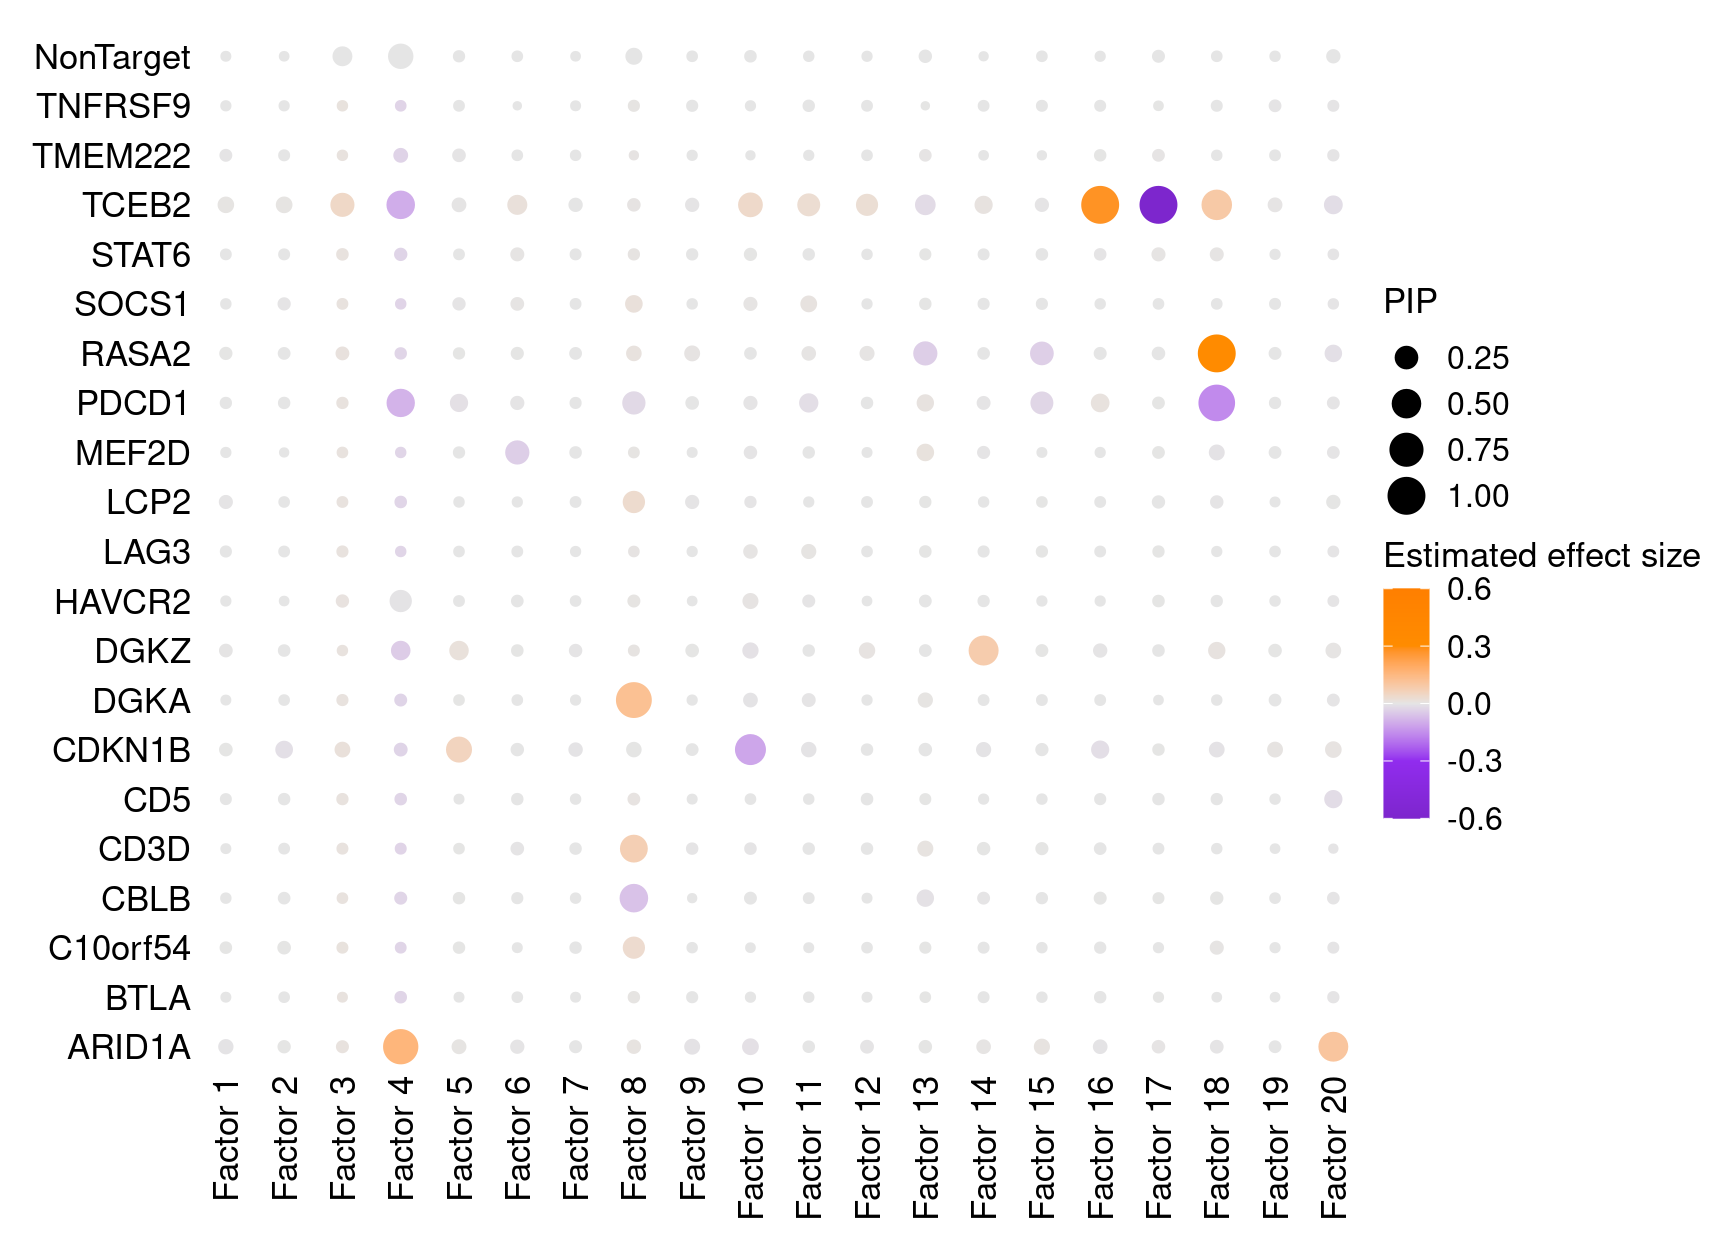 NonTarget
TNFRSF9
TMEM222
TCEB2
STAT6
SOCS1
RASA2
PDCD1
MEF2D
LCP2
LAG3
HAVCR2
DGKZ
DGKA
CDKN1B
CD5
CD3D
CBLB
C10orf54
BTLA
ARID1A
Factor 1
Factor 2
Factor 3
Factor 4
Factor 5
Factor 6
Factor 7
Factor 8
Factor 9
Factor 10
Factor 11
Factor 12
Factor 13
Factor 14
Factor 15
Factor 16
Factor 17
Factor 18
Factor 19
Factor 20
PIP
0.25
0.50
0.75
1.00
Estimated effect size
0.6
0.3
0.0
-0.3
-0.6